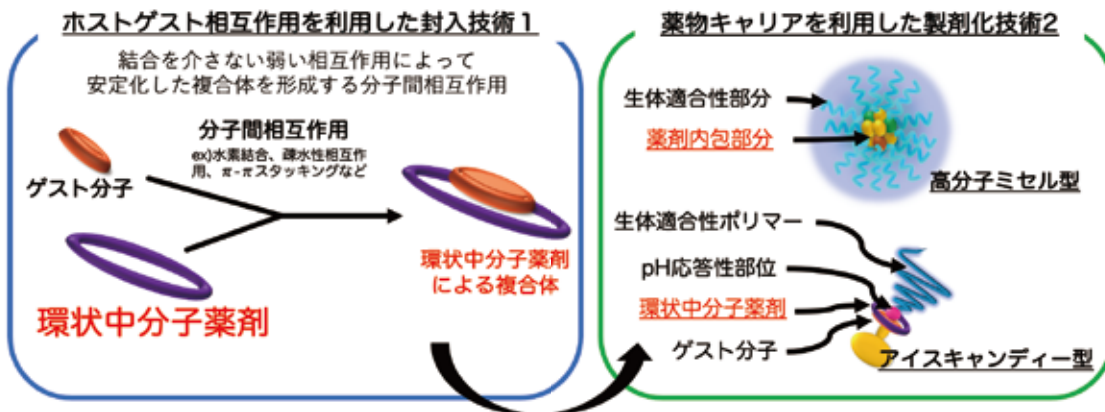 ホストゲスト相互作用を利用した封入技術1
結合を介さない弱い相互作用によって
安定化した複合体を形成する分子間相互作用
分子間相互作用
ex)水素結合、疎水性相互作
用、π-πスタッキングなど
ゲスト分子
環状中分子薬剤
環状中分子薬剤
による複合体
薬物キャリアを利用した製剤化技術2
生体適合性部分
薬剤内包部分
高分子ミセル型
生体適合性ポリマー
pH応答性部位
環状中分子薬剤
ゲスト分子
アイスキャンディー型